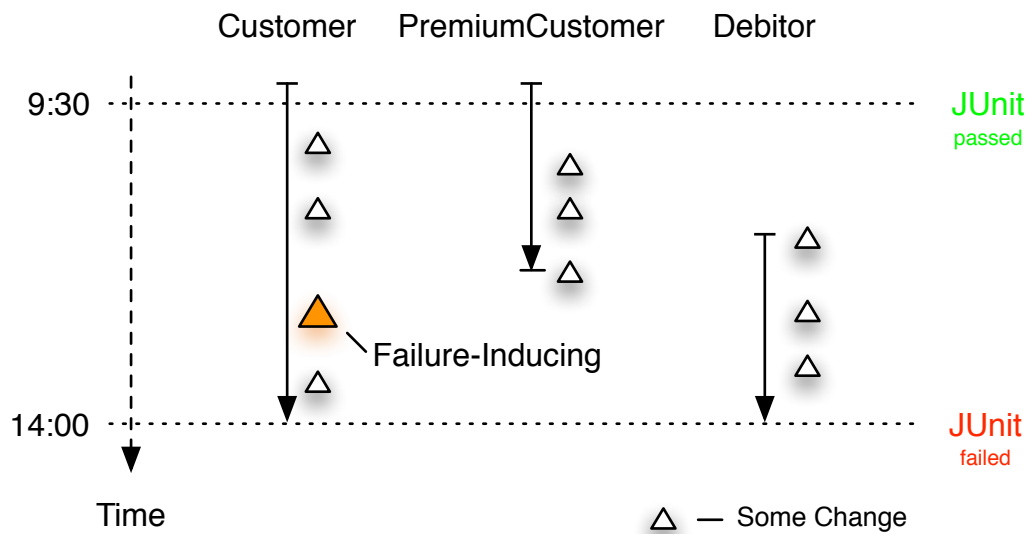 Customer
PremiumCustomer
Debitor
9:30
JUnit
passed
Failure-Inducing
14:00
JUnit
failed
Time
— Some Change